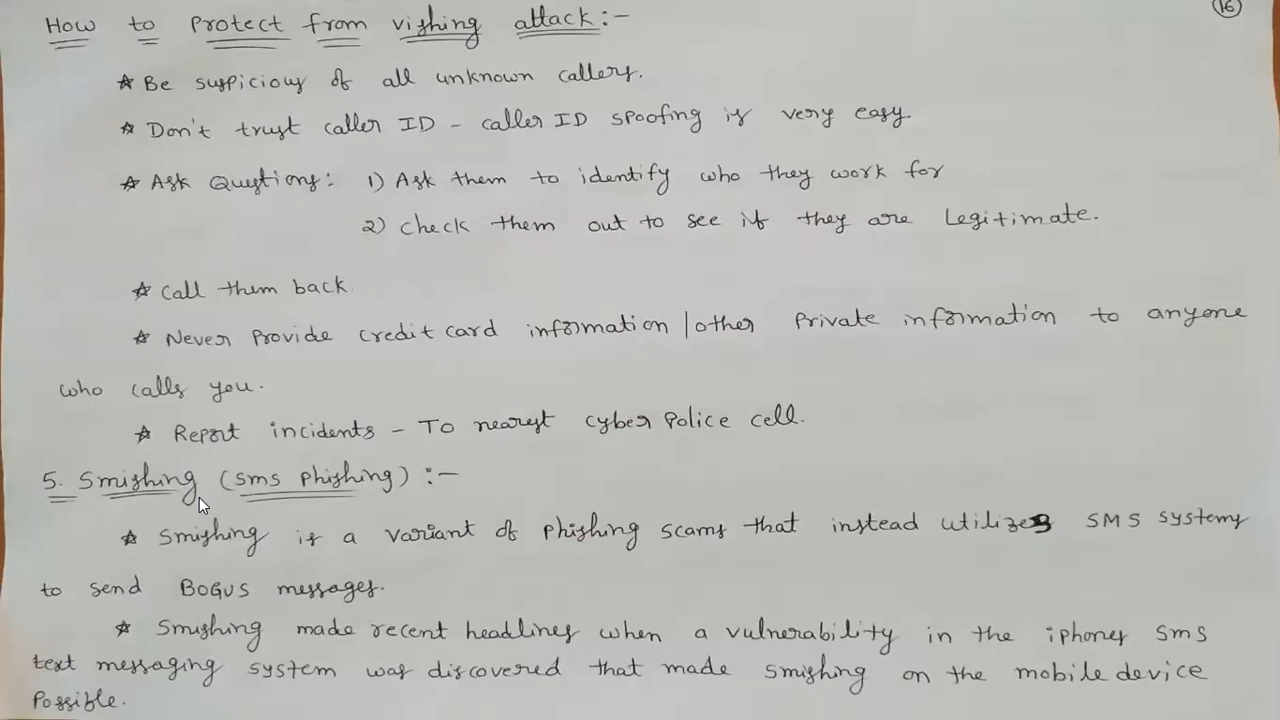 16
How to Protect from vishing attack:-
☆ Be suspicious of all unknown callers.
☆ Don't trust caller ID - caller ID spoofing is very easy.
☆ Ask Questions: 1) Ask them to identify who they work for
2) check them out to see if they are Legitimate.
☆ call them back.
☆ Never Provide credit card information / other Private information to anyone
who calls you.
☆ Report incidents - To nearest cyber Police cell.
5. Smishing (SMS Phishing) :-
☆ Smishing is a variant of Phishing scams that instead utilizes SMS systems
to send BOGUS messages.
☆ Smishing made recent headlines when a vulnerability in the iphones SMS
text messaging system was discovered that made smishing on the mobile device
Possible.